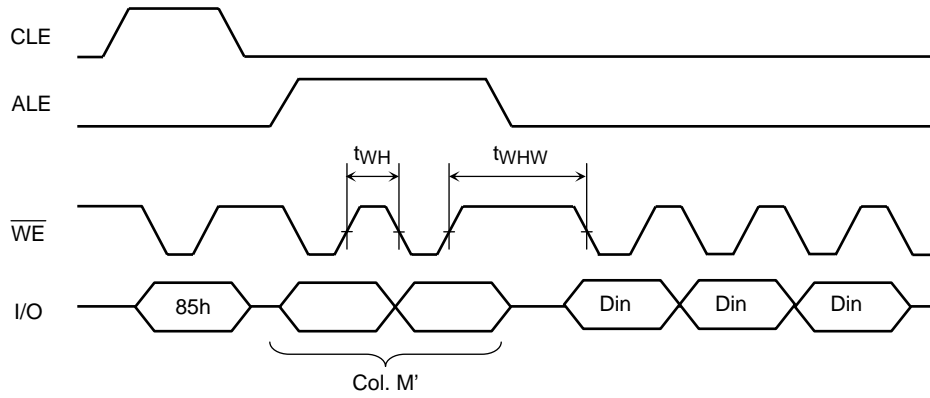 CLE
ALE
tWH
tWHW
WE
I/O
85h
Din
Din
Din
Col. M'